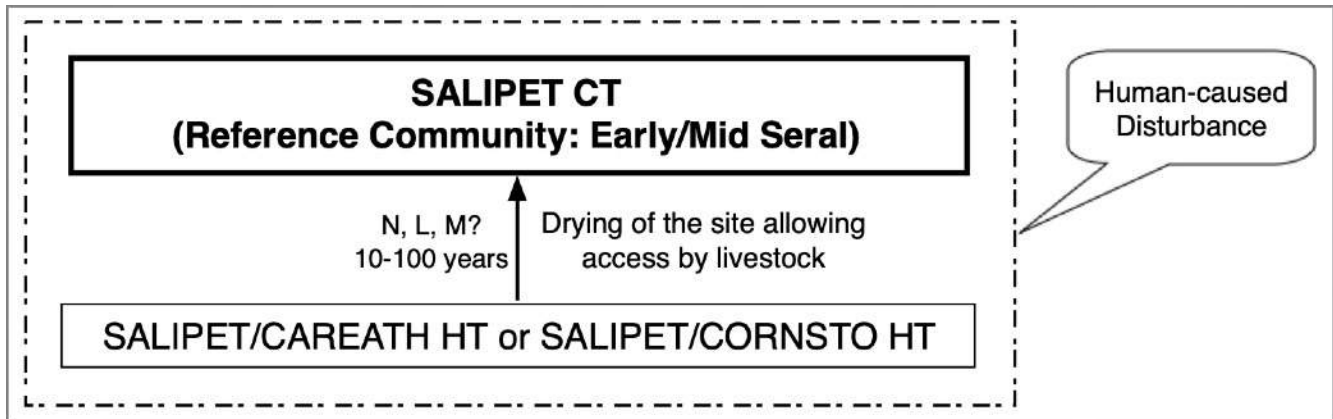 SALIPET CT
(Reference Community: Early/Mid Seral)
Human-caused
Disturbance
N, L, M?
10-100 years
Drying of the site allowing
access by livestock
SALIPET/CAREATH HT or SALIPET/CORNSTO HT